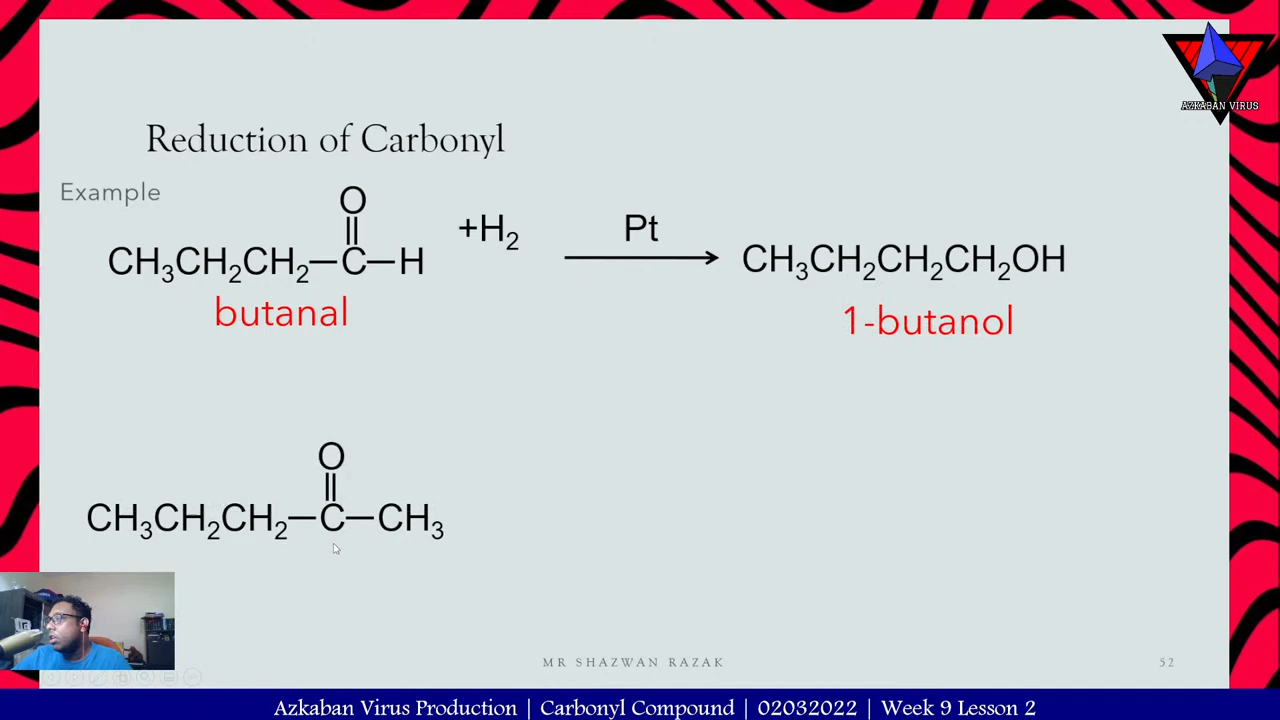 AZKABAN VIRUS
Reduction of Carbonyl
Example
O
CH₃CH₂CH₂—C—H +H₂ Pt CH₃CH₂CH₂CH₂OH
butanal 1-butanol
O
CH₃CH₂CH₂—C—CH₃
MR SHAZWAN RAZAK 52
Azkaban Virus Production | Carbonyl Compound | 02032022 | Week 9 Lesson 2